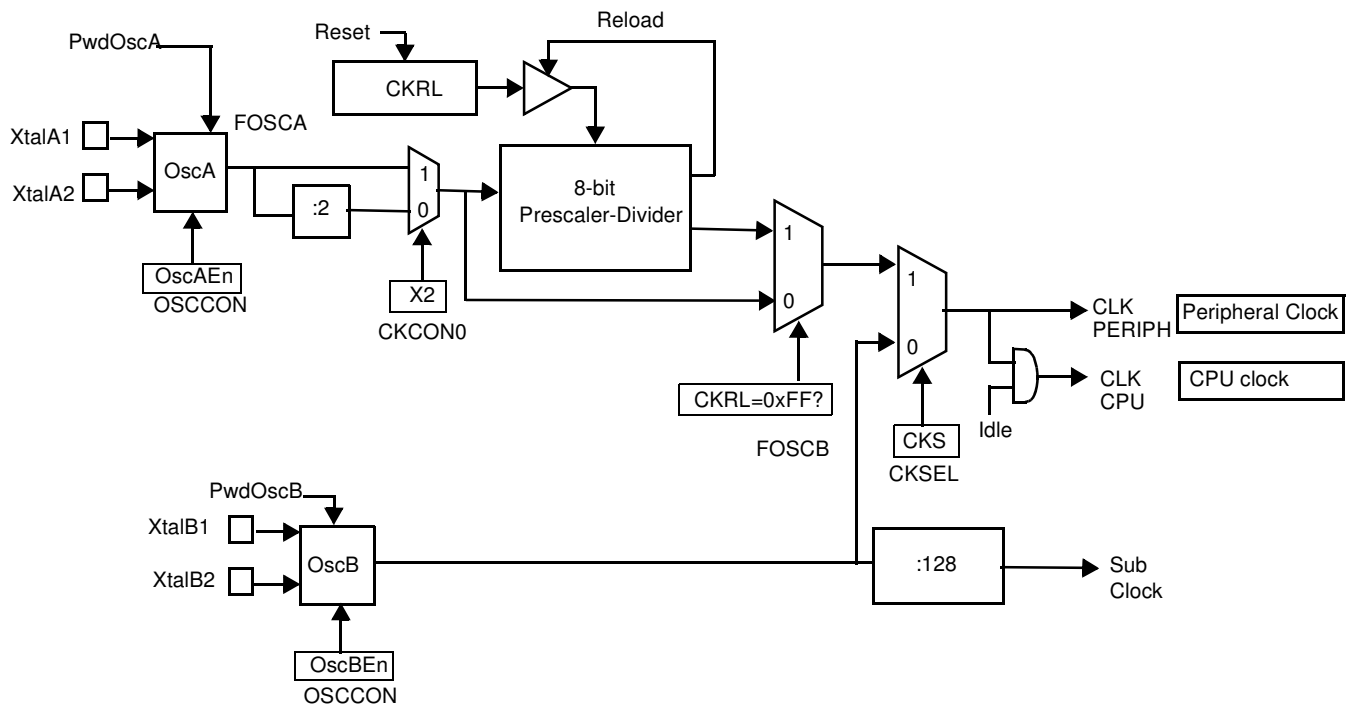 Reload
Reset
PwdOscA
CKRL
FOSCA
XtalA1
OscA
XtalA2
:2
1
0
8-bit
Prescaler-Divider
OscAEn
OSCCON
X2
CKCON0
1
0
1
0
CLK
PERIPH
Peripheral Clock
CLK
CPU
CPU clock
Idle
CKRL=0xFF?
FOSCB
CKS
CKSEL
PwdOscB
XtalB1
OscB
XtalB2
:128
Sub
Clock
OscBEn
OSCCON